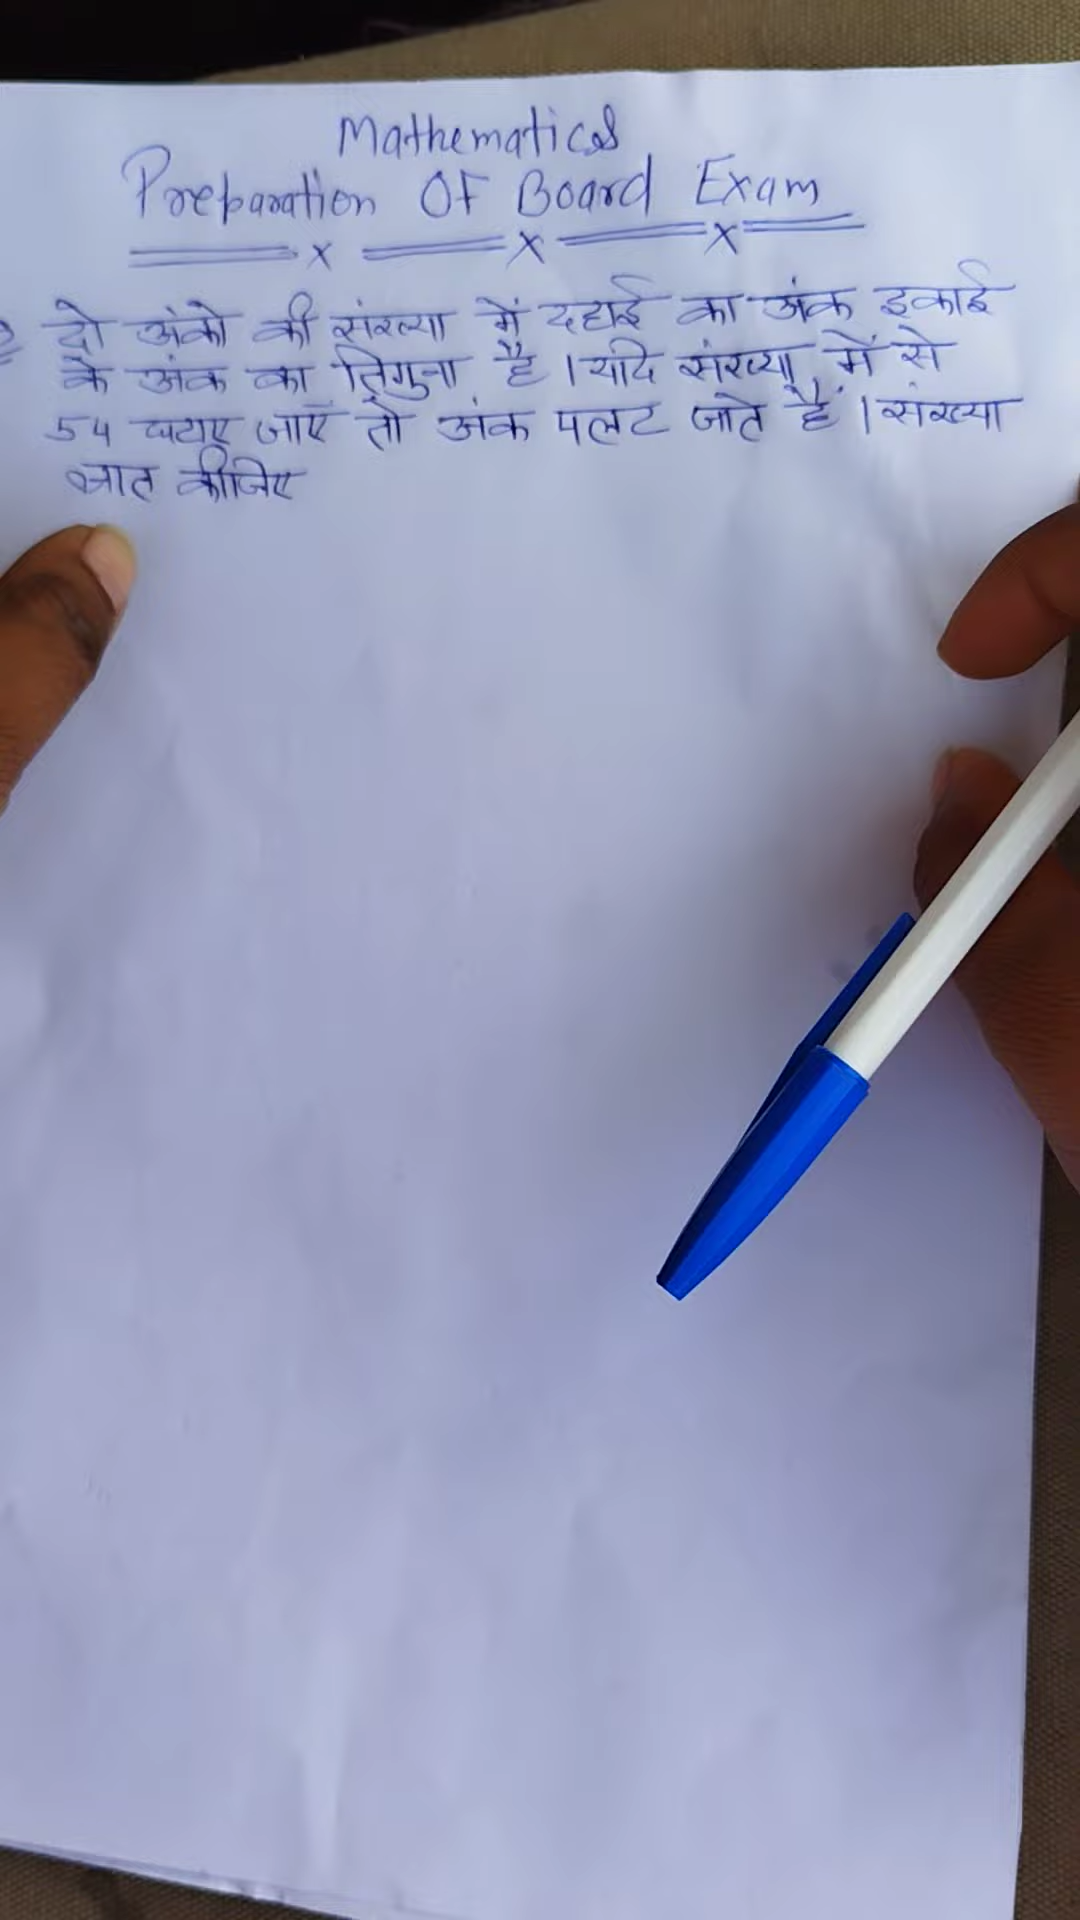 Mathematics
Preparation OF Board Exam
दो अंको की संख्या में दहाई का अंक इकाई
के अंक का तिगुना है । यदि संख्या में से
54 घटाए जाएँ तो अंक पलट जाते हैं । संख्या
ज्ञात कीजिए